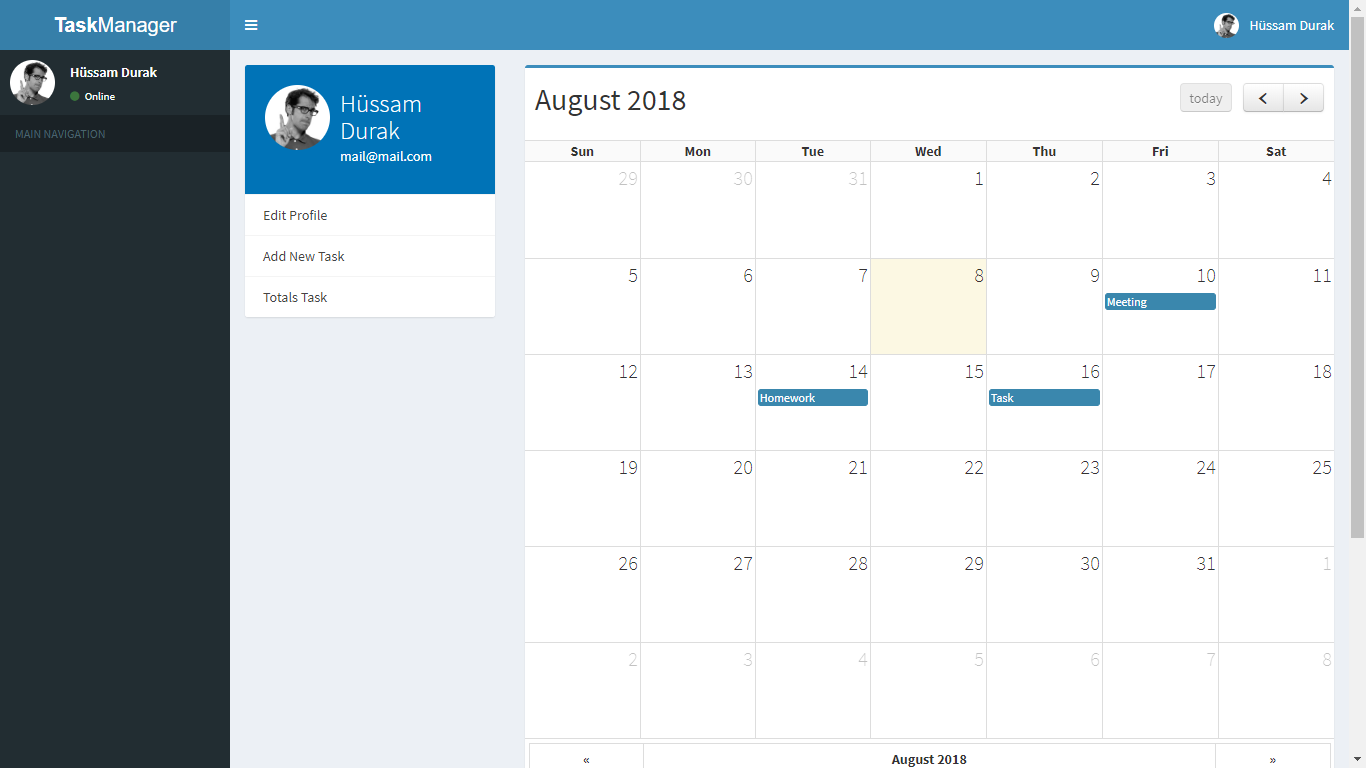 TaskManager
Hüssam Durak
Hüssam Durak
Online
MAIN NAVIGATION
Hüssam
Durak
mail@mail.com
Edit Profile
Add New Task
Totals Task
August 2018
today
Sun Mon Tue Wed Thu Fri Sat
29 30 31 1 2 3 4
5 6 7 8 9 10 11
Meeting
12 13 14 15 16 17 18
Homework Task
19 20 21 22 23 24 25
26 27 28 29 30 31 1
2 3 4 5 6 7 8
« August 2018 »